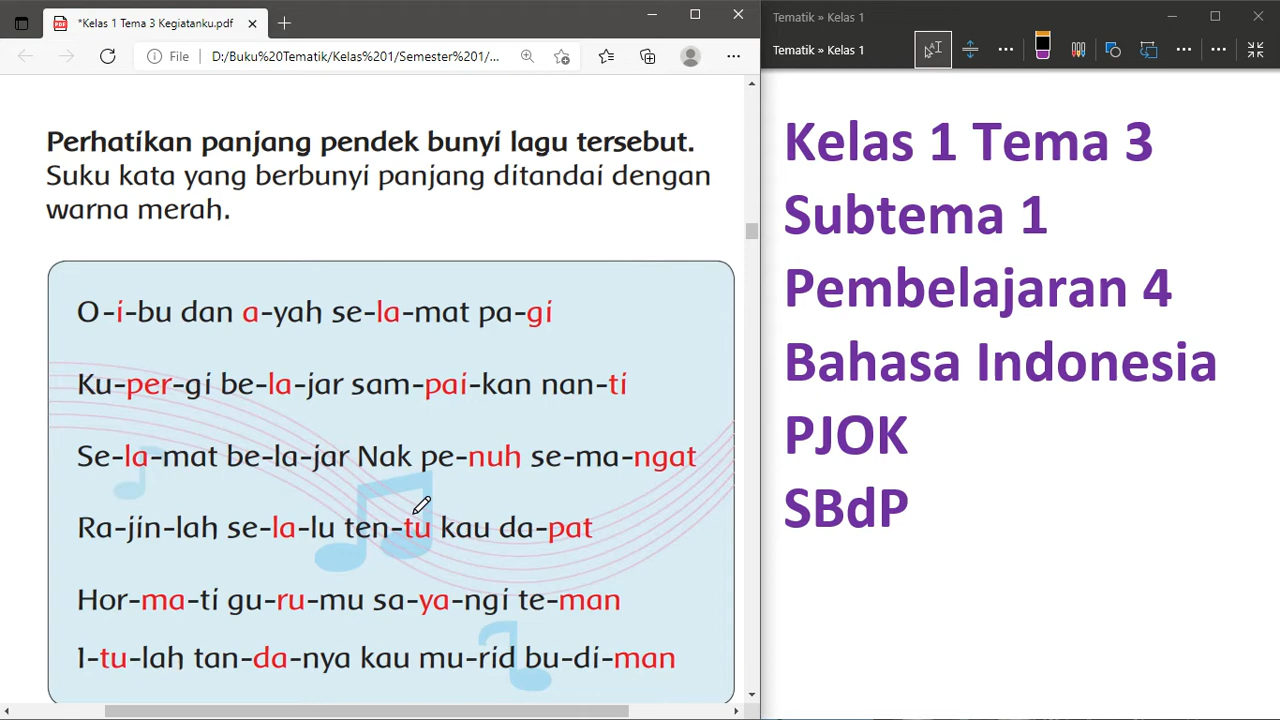 *Kelas 1 Tema 3 Kegiatanku.pdf
File
D:/Buku%20Tematik/Kelas%201/Semester%201/...
Perhatikan panjang pendek bunyi lagu tersebut.
Suku kata yang berbunyi panjang ditandai dengan
warna merah.
O-i-bu dan a-yah se-la-mat pa-gi
Ku-per-gi be-la-jar sam-pai-kan nan-ti
Se-la-mat be-la-jar Nak pe-nuh se-ma-ngat
Ra-jin-lah se-la-lu ten-tu kau da-pat
Hor-ma-ti gu-ru-mu sa-ya-ngi te-man
I-tu-lah tan-da-nya kau mu-rid bu-di-man
Tematik » Kelas 1
Tematik » Kelas 1
Kelas 1 Tema 3
Subtema 1
Pembelajaran 4
Bahasa Indonesia
PJOK
SBdP